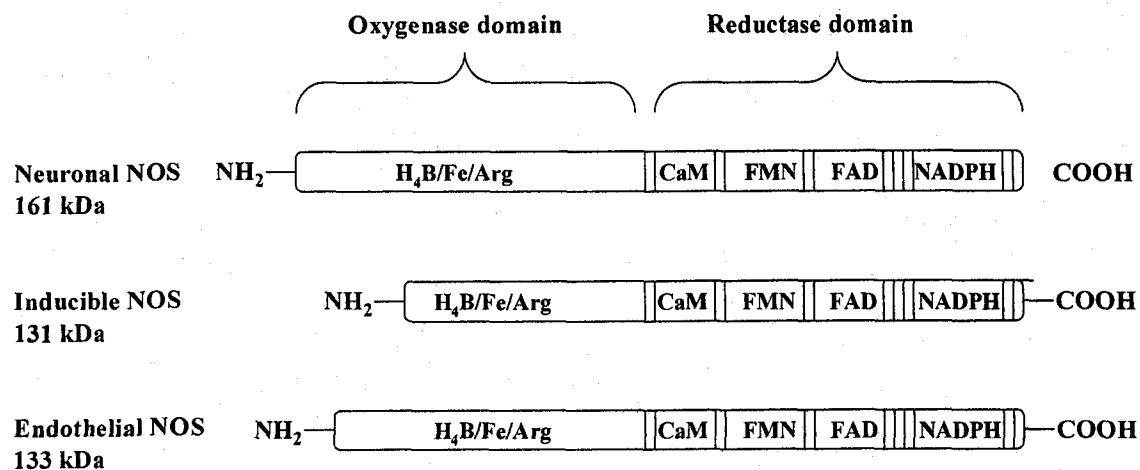 Oxygenase domain Reductase domain
Neuronal NOS NH₂ H₄B/Fe/Arg CaM FMN FAD NADPH COOH
161 kDa
Inducible NOS NH₂ H₄B/Fe/Arg CaM FMN FAD NADPH COOH
131 kDa
Endothelial NOS NH₂ H₄B/Fe/Arg CaM FMN FAD NADPH COOH
133 kDa